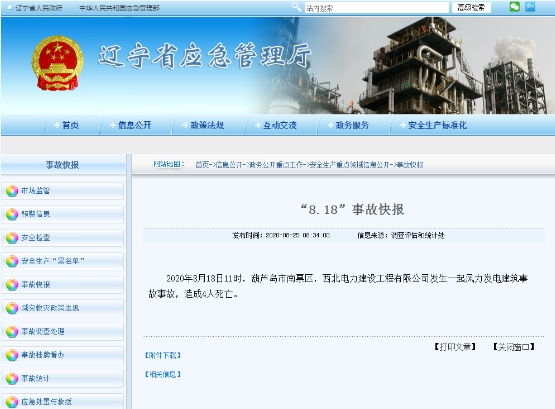 辽宁省人民政府 中华人民共和国应急管理部
站内搜索 高级检索
辽宁省应急管理厅
首页 信息公开 政策法规 互动交流 政务服务 安全生产标准化
事故快报
网站地图: 首页->信息公开->政务公开重点工作->安全生产重点领域信息公开->事故快报
市场监管
预警信息
安全检查
安全生产“黑名单”
事故快报
减灾救灾政策法规
事故调查处理
事故挂牌督办
事故统计
应急处置与救援
“8.18”事故快报
发布时间:2020-08-25 08:34:00 信息来源:调查评估和统计处
2020年8月18日11时,葫芦岛市南票区,西北电力建设工程有限公司发生一起风力发电建筑事
故事故,造成4人死亡。
【打印文章】 【关闭窗口】
【附件下载】
【相关信息】